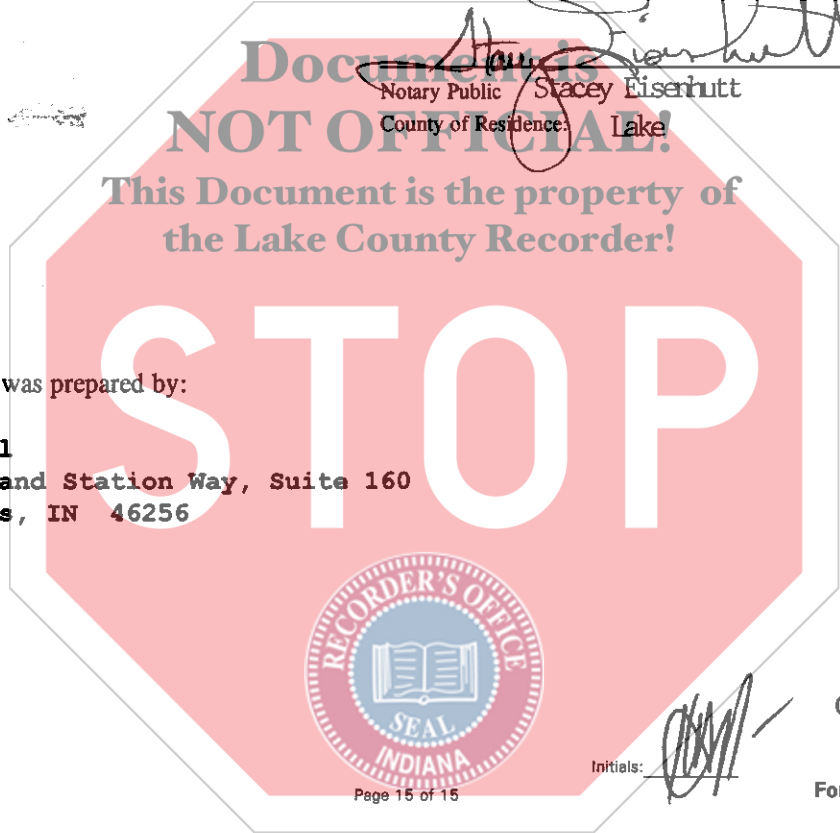 Document is
Notary Public Stacey Eisenhutt
NOT OFFICIAL!
County of Residence: Lake
This Document is the property of
the Lake County Recorder!
STOP
was prepared by:
l
and Station Way, Suite 160
s, IN 46256
RECORDER'S OFFICE
SEAL
INDIANA
Initials:
Page 15 of 15
For